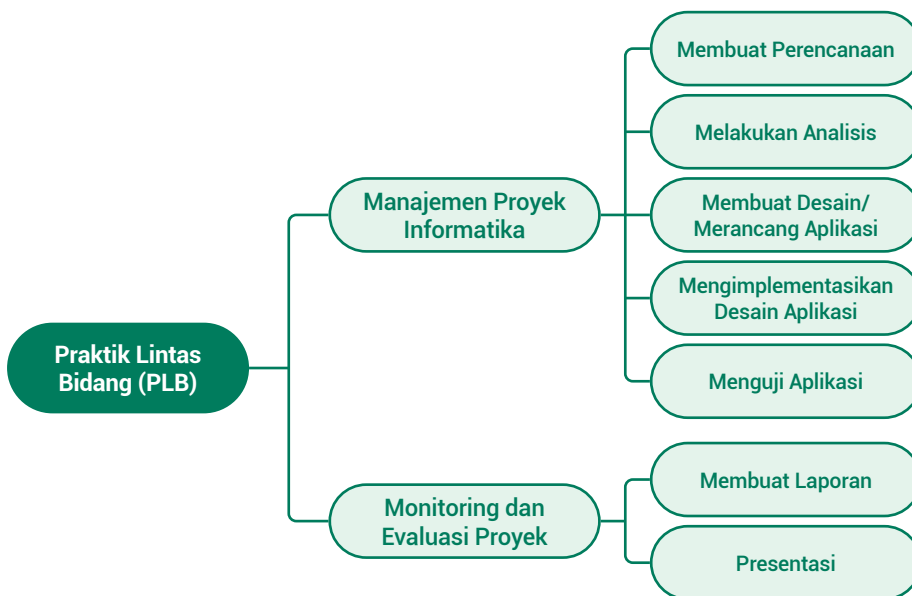 Membuat Perencanaan
Melakukan Analisis
Manajemen Proyek
Informatika
Membuat Desain/
Merancang Aplikasi
Mengimplementasikan
Desain Aplikasi
Praktik Lintas
Bidang (PLB)
Menguji Aplikasi
Monitoring dan
Evaluasi Proyek
Membuat Laporan
Presentasi